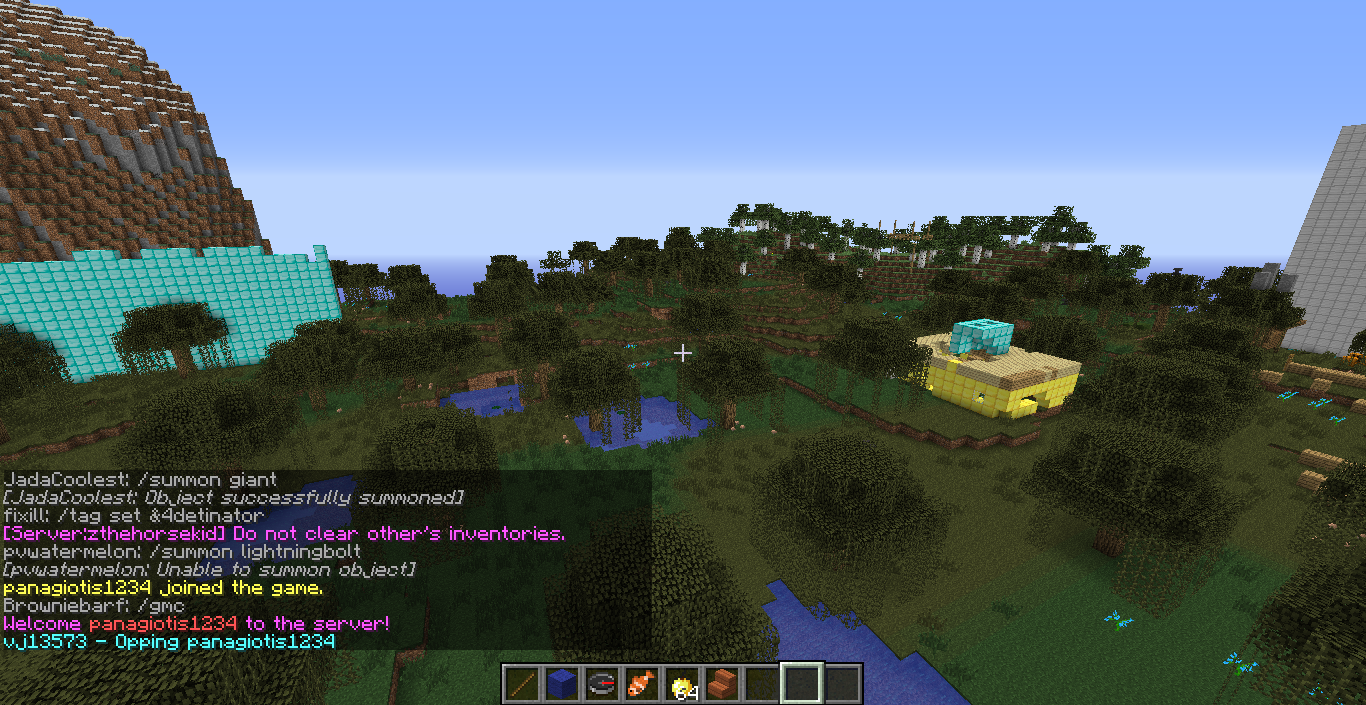 JadaCoolest: /summon giant
[JadaCoolest: Object successfully summoned]
fixill: /tag set &4detinator
[Server:zthehorsekid] Do not clear other's inventories.
pvwatermelon: /summon lightningbolt
[pvwatermelon: Unable to summon object]
panagiotis1234 joined the game.
Browniebarf: /gmc
Welcome panagiotis1234 to the server!
vj13573 - Opping panagiotis1234
64